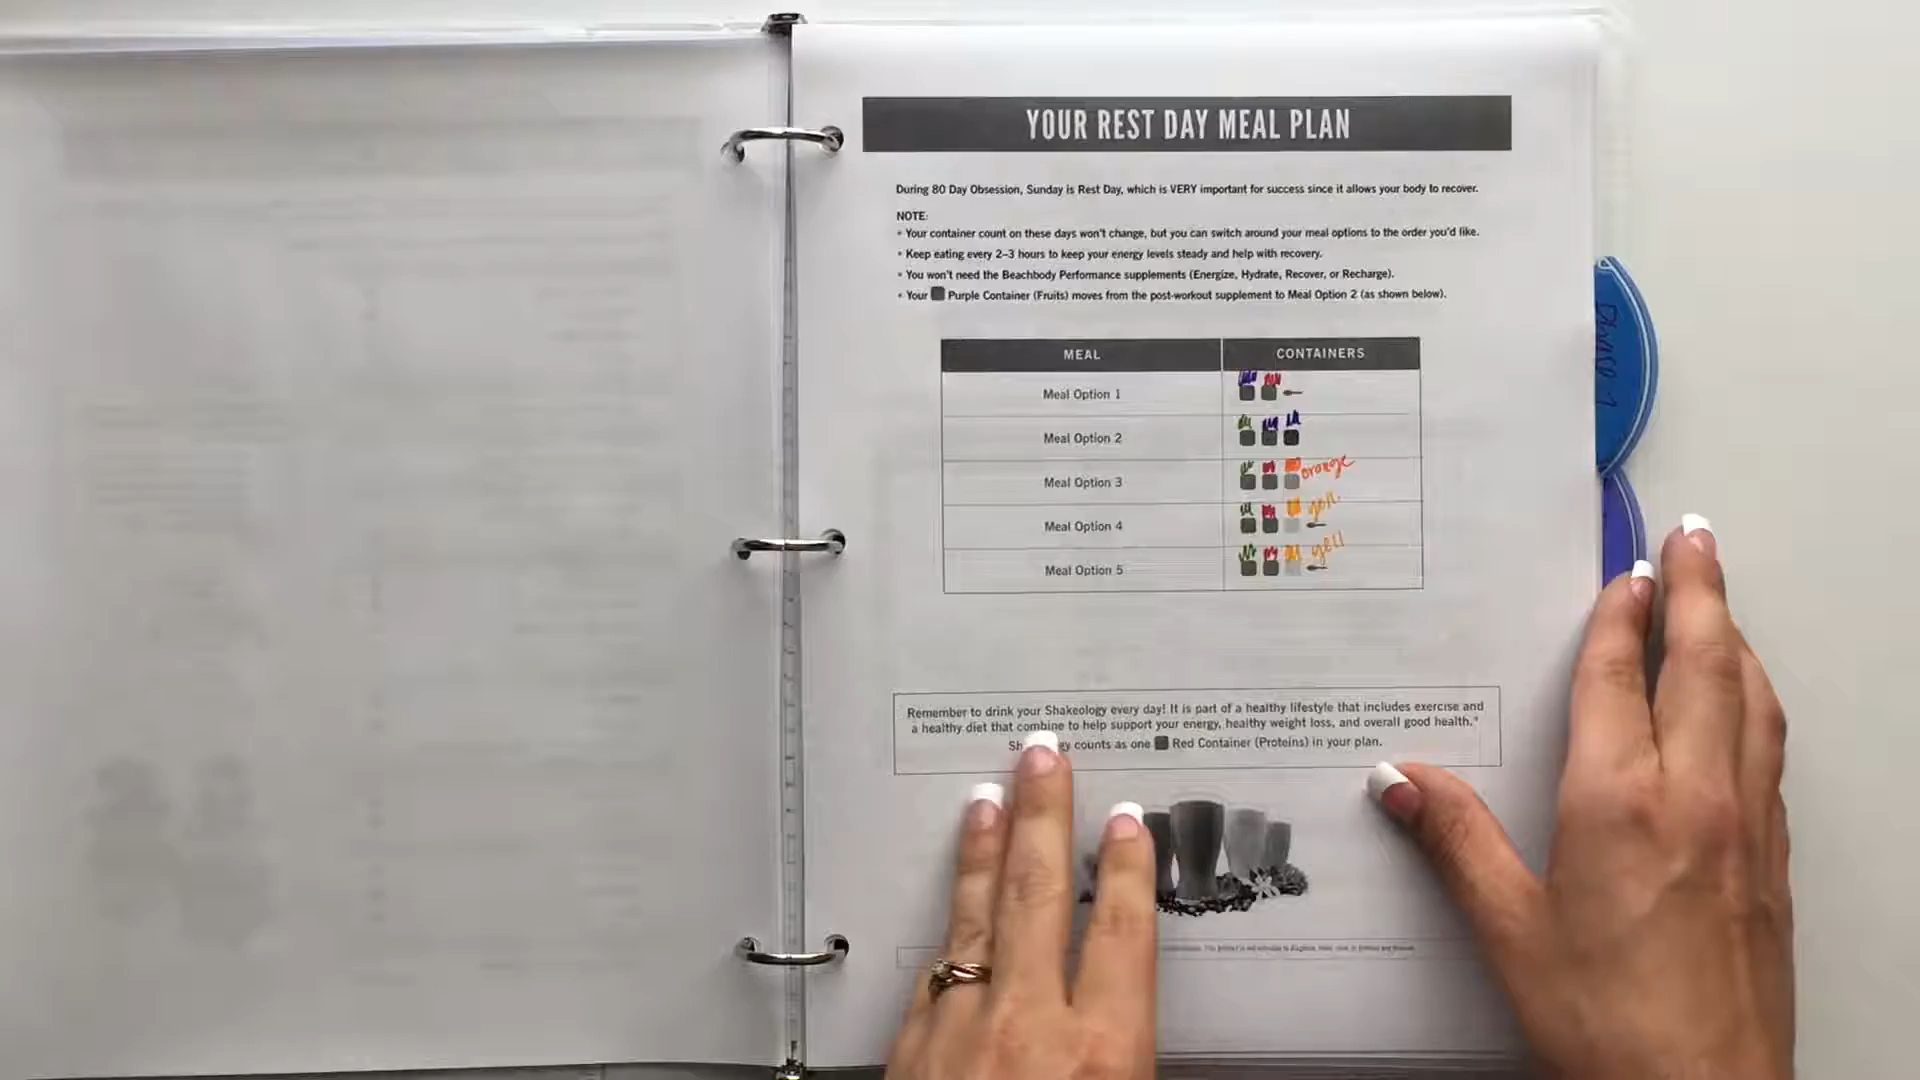 YOUR REST DAY MEAL PLAN
During 80 Day Obsession, Sunday is Rest Day, which is VERY important for success since it allows your body to recover.
NOTE:
• Your container count on these days won't change, but you can switch around your meal options to the order you'd like.
• Keep eating every 2–3 hours to keep your energy levels steady and help with recovery.
• You won't need the Beachbody Performance supplements (Energize, Hydrate, Recover, or Recharge).
• Your Purple Container (Fruits) moves from the post-workout supplement to Meal Option 2 (as shown below).
MEAL CONTAINERS
Meal Option 1
Meal Option 2
Meal Option 3 orange
Meal Option 4 yell
Meal Option 5 yell
Remember to drink your Shakeology every day! It is part of a healthy lifestyle that includes exercise and
a healthy diet that combine to help support your energy, healthy weight loss, and overall good health.*
counts as one Red Container (Proteins) in your plan.
Phase 1